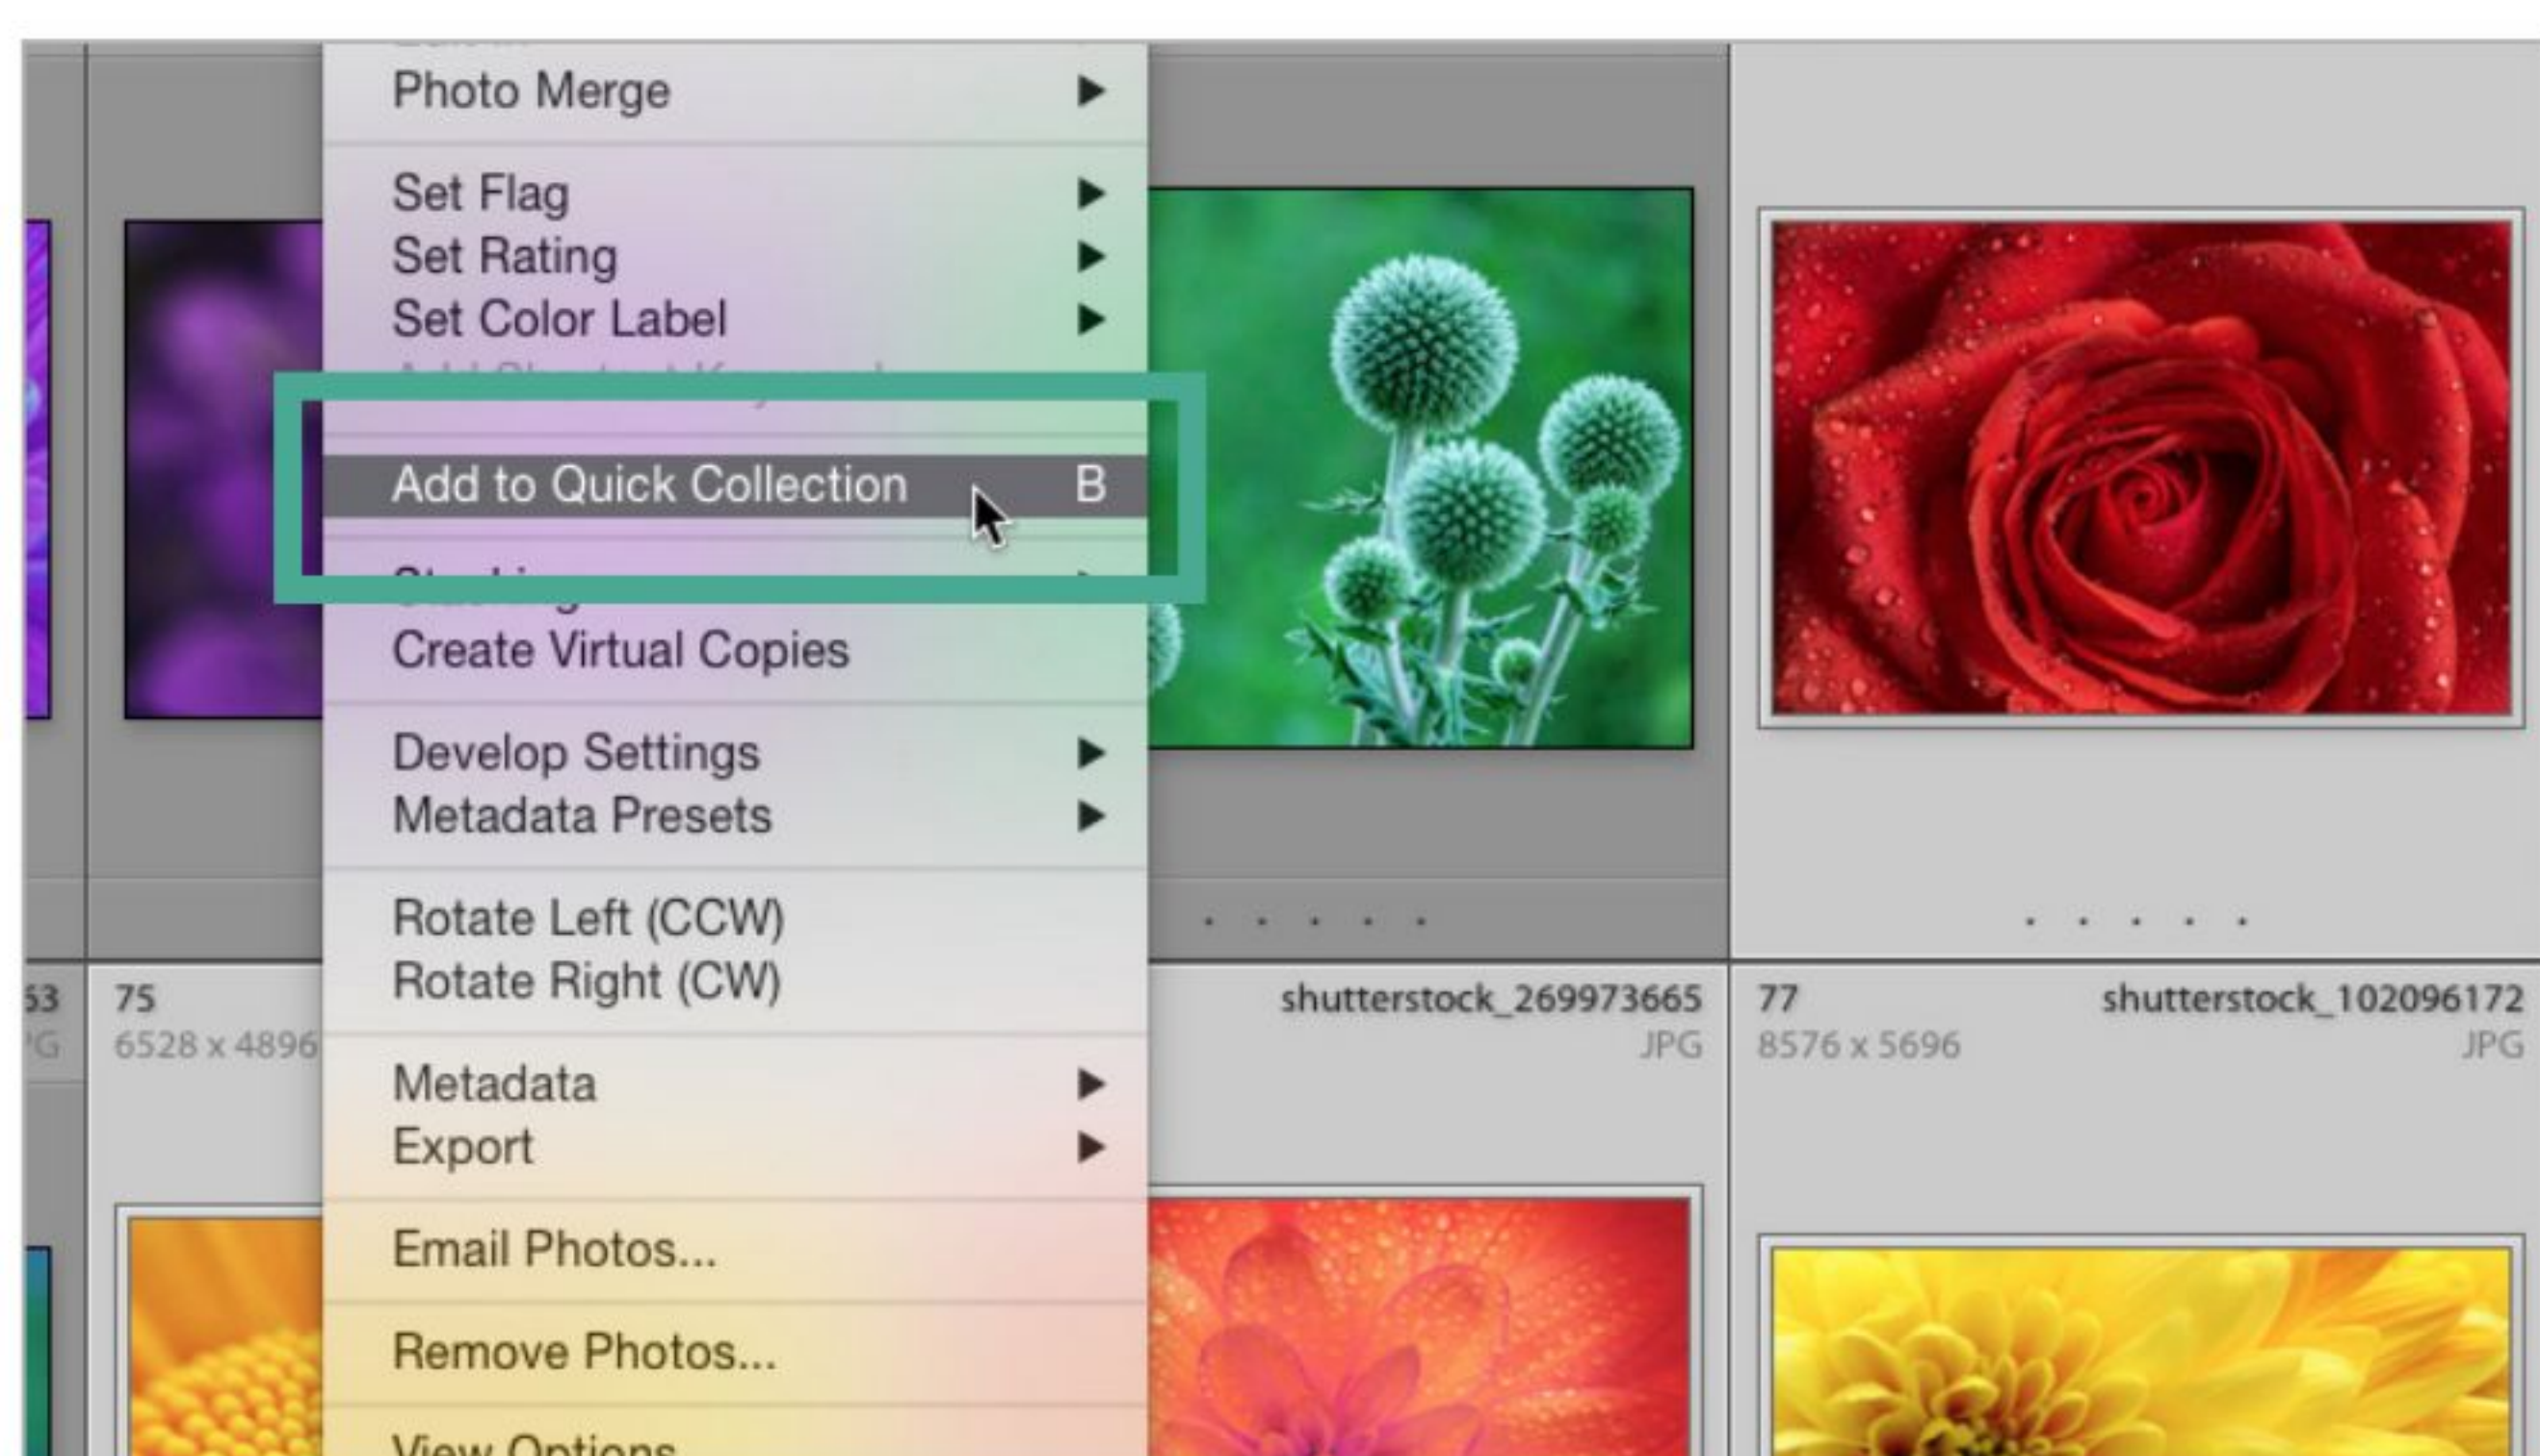 Photo Merge
Set Flag
Set Rating
Set Color Label
Add to Quick Collection B
Create Virtual Copies
Develop Settings
Metadata Presets
Rotate Left (CCW)
Rotate Right (CW)
Metadata
Export
Email Photos...
Remove Photos...
View Options
63
PG
75
6528 x 4896
shutterstock_269973665
JPG
77
shutterstock_102096172
8576 x 5696
JPG